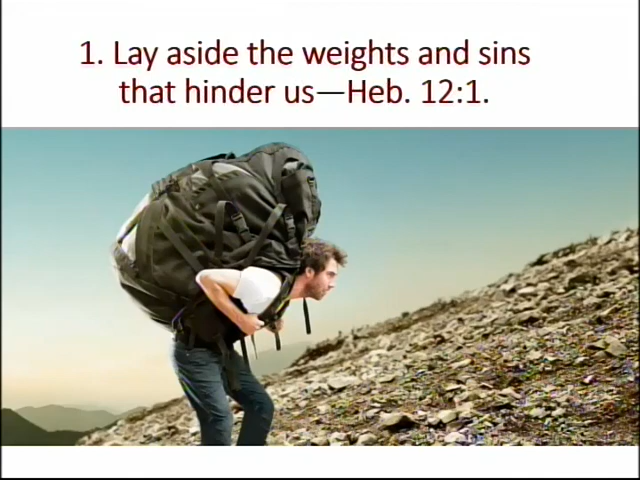 1. Lay aside the weights and sins
that hinder us—Heb. 12:1.